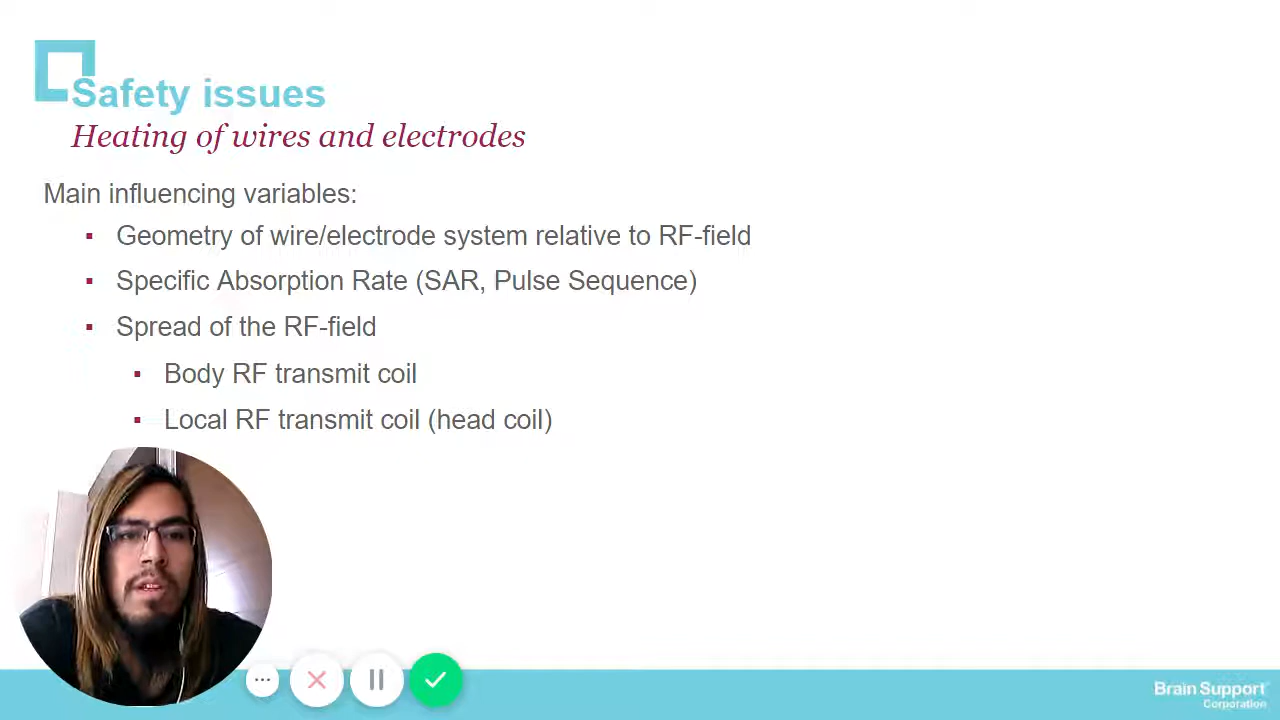 Safety issues
Heating of wires and electrodes
Main influencing variables:
Geometry of wire/electrode system relative to RF-field
Specific Absorption Rate (SAR, Pulse Sequence)
Spread of the RF-field
Body RF transmit coil
Local RF transmit coil (head coil)
Brain Support
Corporation